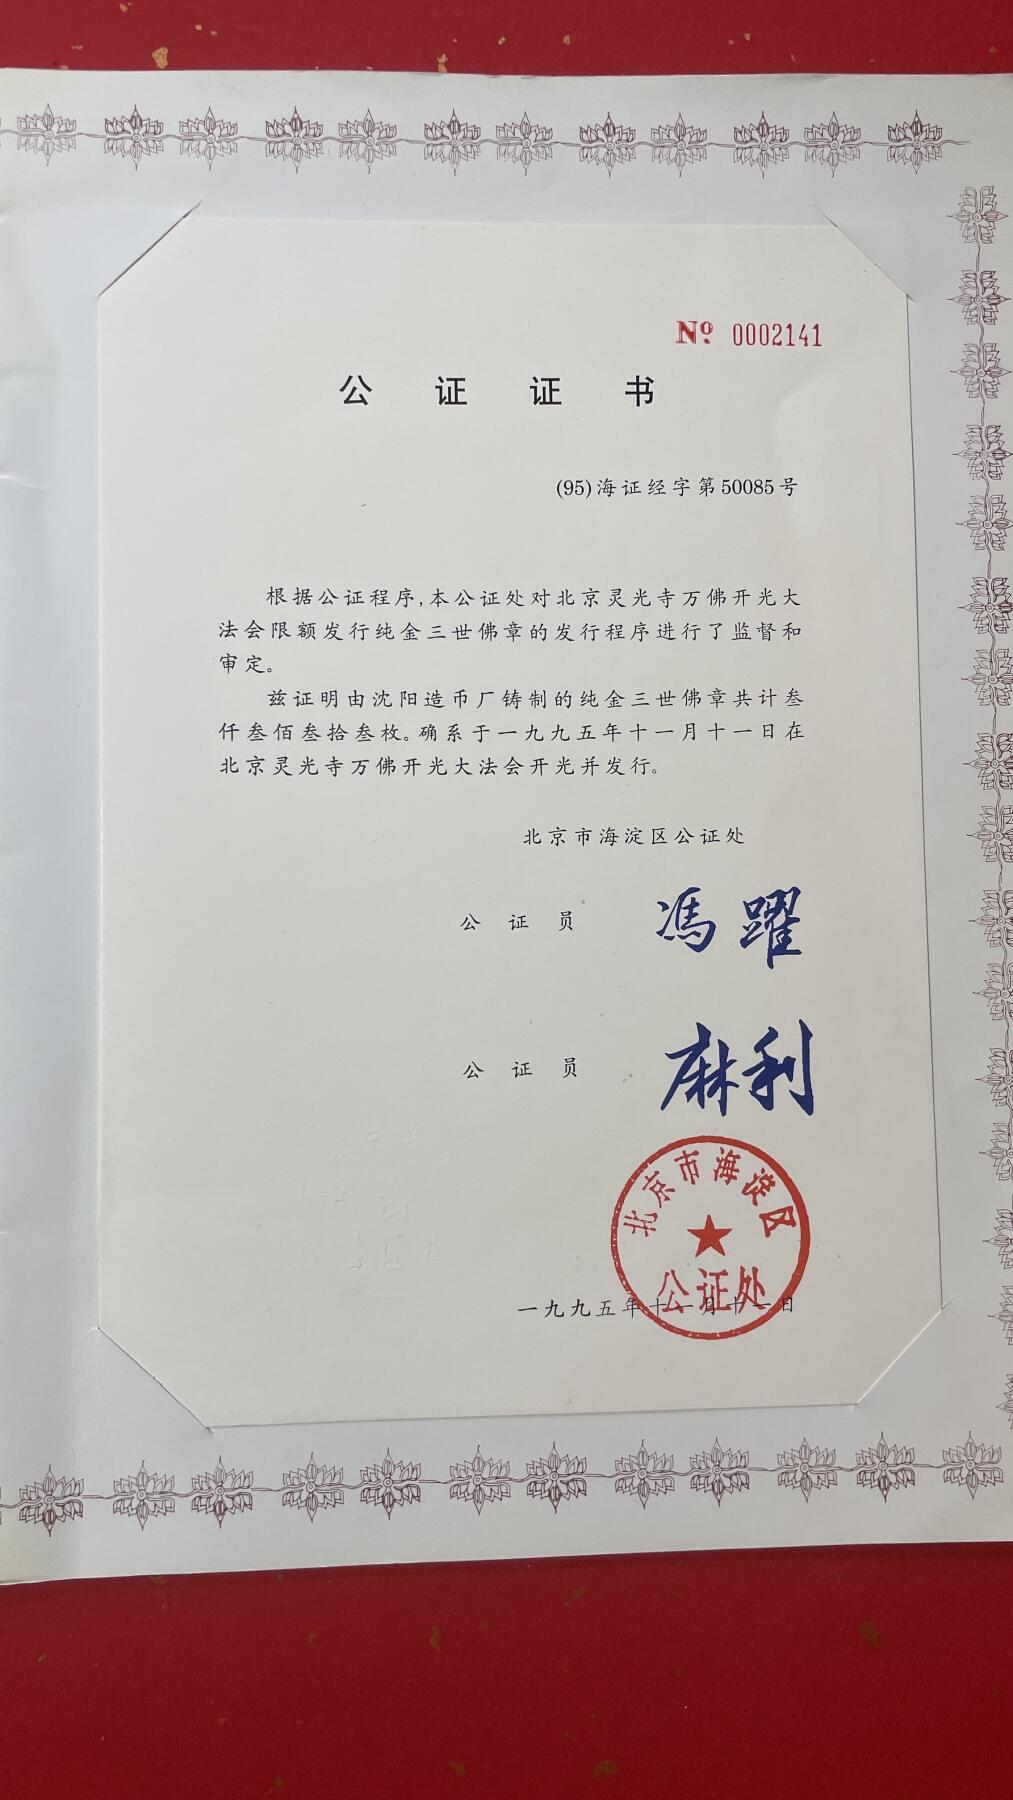 № 0002141
公证证书
(95)海证经字第50085号
根据公证程序,本公证处对北京灵光寺万佛开光大
法会限额发行纯金三世佛章的发行程序进行了监督和
审定。
兹证明由沈阳造币厂铸制的纯金三世佛章共计叁
仟叁佰叁拾叁枚。确系于一九九五年十一月十一日在
北京灵光寺万佛开光大法会开光并发行。
北京市海淀区公证处
公证员 馮躍
公证员 麻利
北京市海淀区
公证处
一九九五年十一月十一日